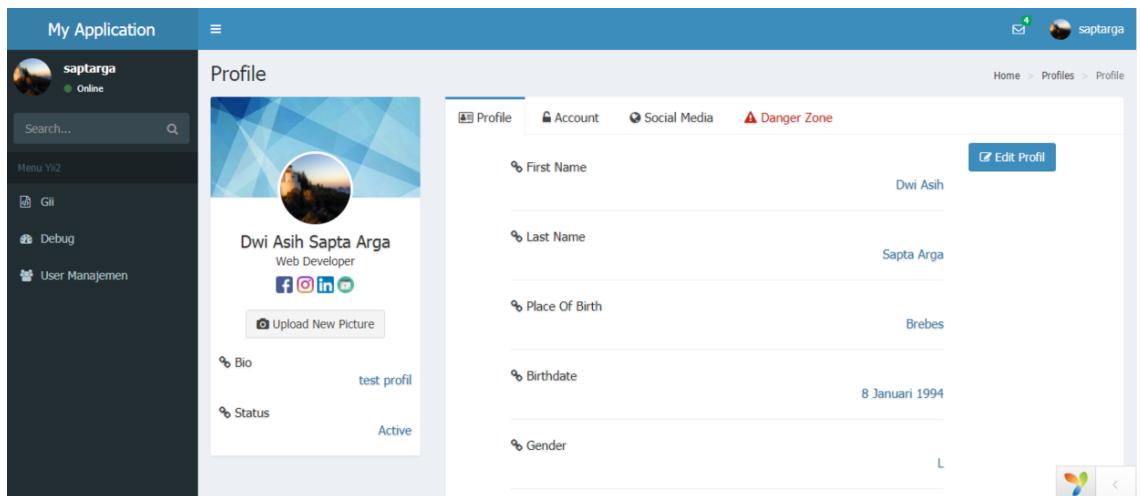 My Application
4
saptarga
saptarga
Online
Search...
Menu Yii2
Gii
Debug
User Manajemen
Profile
Home > Profiles > Profile
Dwi Asih Sapta Arga
Web Developer
Upload New Picture
Bio
test profil
Status
Active
Profile Account Social Media Danger Zone
First Name
Dwi Asih
Last Name
Sapta Arga
Place Of Birth
Brebes
Birthdate
8 Januari 1994
Gender
L
Edit Profil